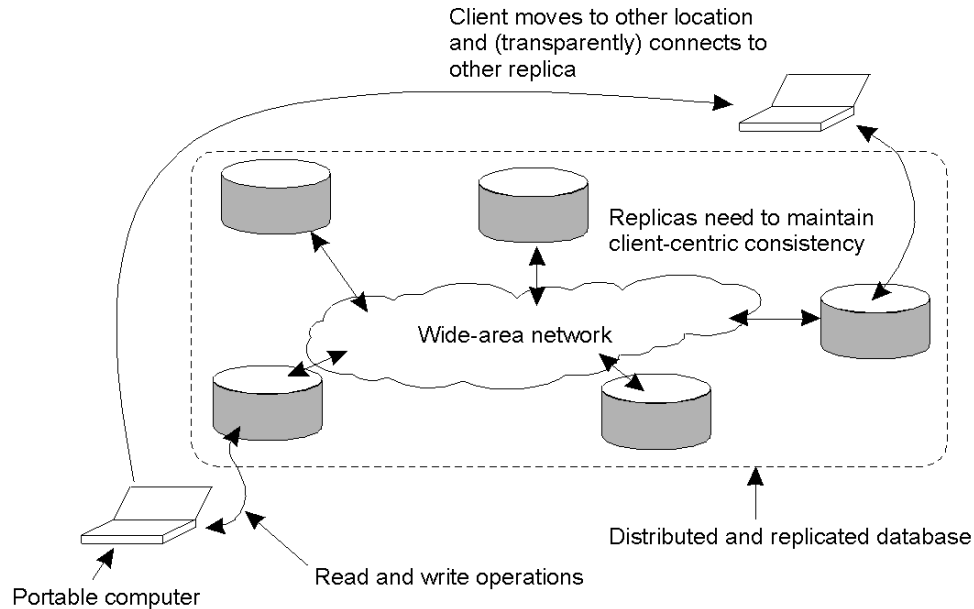 Client moves to other location
and (transparently) connects to
other replica
Replicas need to maintain
client-centric consistency
Wide-area network
Distributed and replicated database
Read and write operations
Portable computer